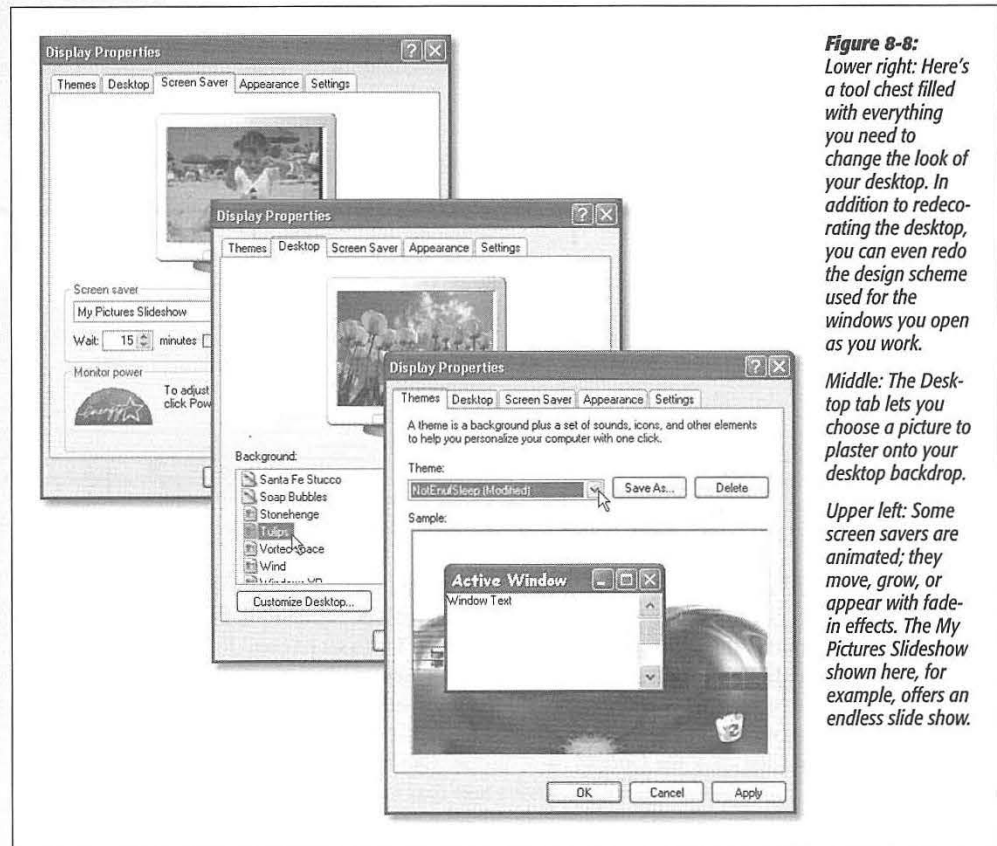 Display Properties
Themes Desktop Screen Saver Appearance Settings
Screen saver
My Pictures Slideshow
Wait: 15 minutes
Monitor power
To adjust
click Pow
Display Properties
Themes Desktop Screen Saver Appearance Settings
Background:
Santa Fe Stucco
Soap Bubbles
Stonehenge
Tulips
Wind
Windows XP
Customize Desktop...
Display Properties
Themes Desktop Screen Saver Appearance Settings
A theme is a background plus a set of sounds, icons, and other elements
to help you personalize your computer with one click.
Theme:
NotEnufSleep (Modified) Save As... Delete
Sample:
Active Window
Window Text
OK Cancel Apply
Figure 8-8:
Lower right: Here's
a tool chest filled
with everything
you need to
change the look of
your desktop. In
addition to redeco-
rating the desktop,
you can even redo
the design scheme
used for the
windows you open
as you work.
Middle: The Desk-
top tab lets you
choose a picture to
plaster onto your
desktop backdrop.
Upper left: Some
screen savers are
animated; they
move, grow, or
appear with fade-
in effects. The My
Pictures Slideshow
shown here, for
example, offers an
endless slide show.